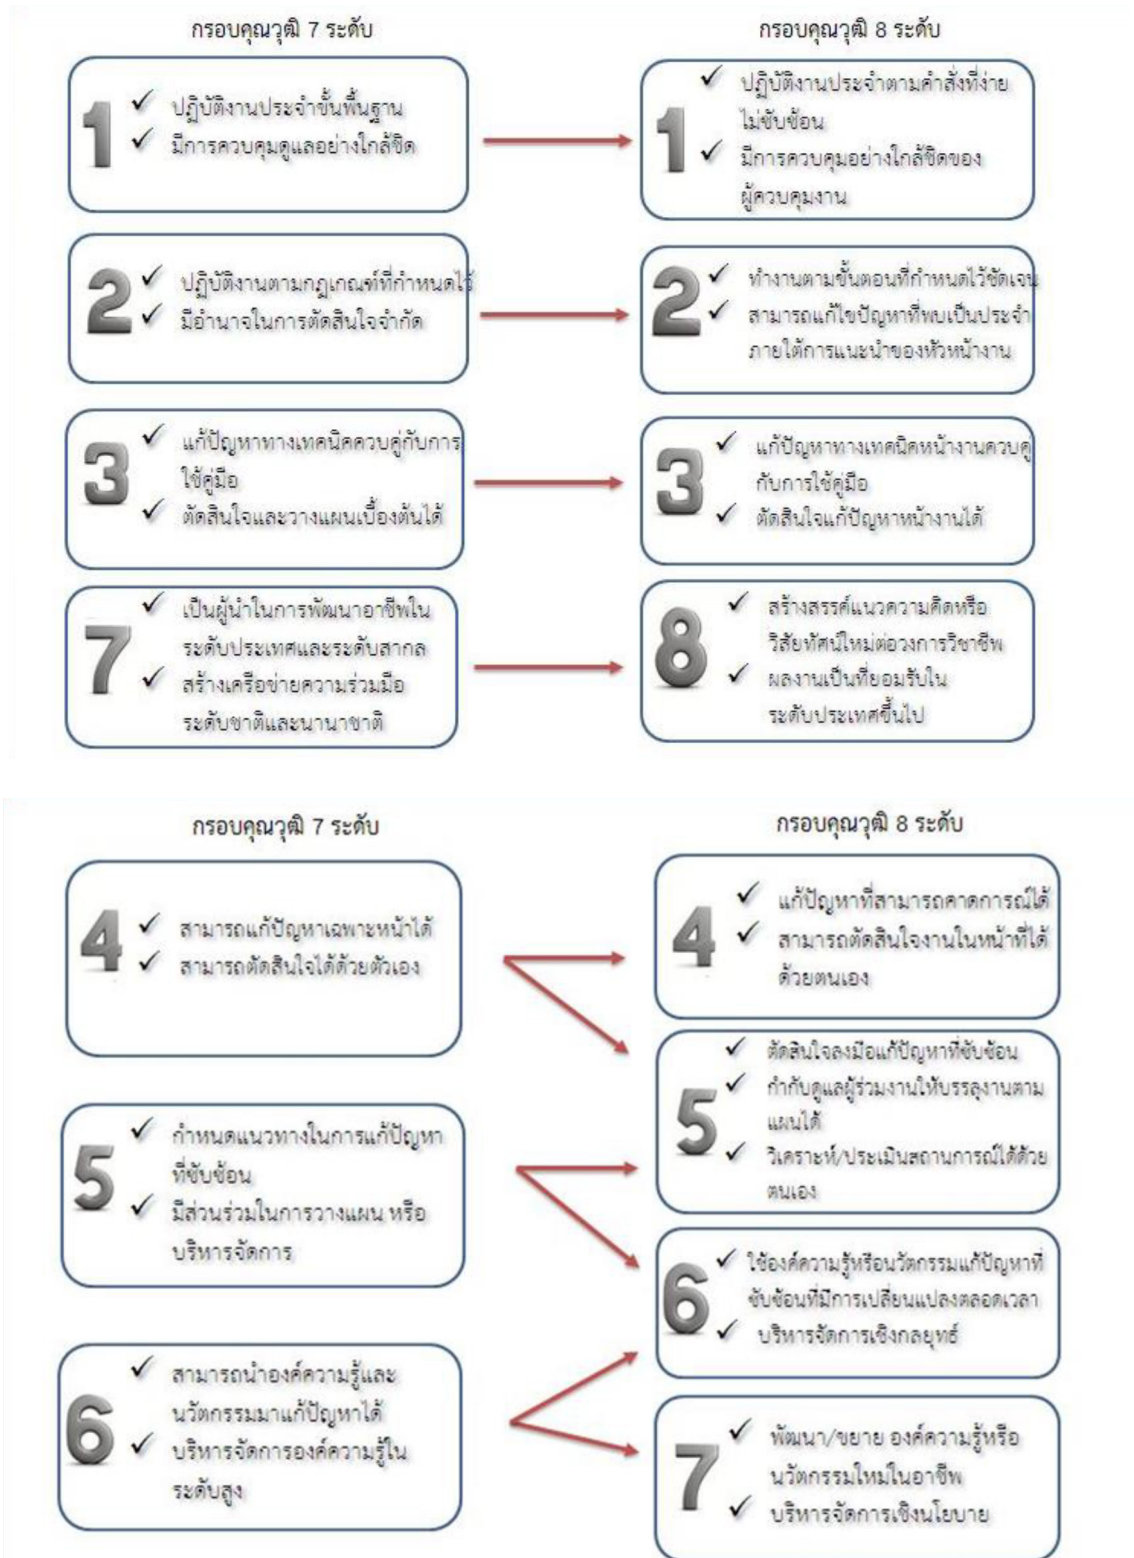 กรอบคุณวุฒิ 7 ระดับ
กรอบคุณวุฒิ 8 ระดับ
1
✓ ปฏิบัติงานประจำขั้นพื้นฐาน
✓ มีการควบคุมดูแลอย่างใกล้ชิด
1
✓ ปฏิบัติงานประจำตามคำสั่งที่ง่าย
ไม่ซับซ้อน
✓ มีการควบคุมอย่างใกล้ชิดของ
ผู้ควบคุมงาน
2
✓ ปฏิบัติงานตามกฎเกณฑ์ที่กำหนดไว้
✓ มีอำนาจในการตัดสินใจจำกัด
2
✓ ทำงานตามขั้นตอนที่กำหนดไว้ชัดเจน
✓ สามารถแก้ไขปัญหาที่พบเป็นประจำ
ภายใต้การแนะนำของหัวหน้างาน
3
✓ แก้ปัญหาทางเทคนิคควบคู่กับการ
ใช้คู่มือ
✓ ตัดสินใจและวางแผนเบื้องต้นได้
3
✓ แก้ปัญหาทางเทคนิดหน้างานควบคู่
กับการใช้คู่มือ
✓ ตัดสินใจแก้ปัญหาหน้างานได้
7
✓ เป็นผู้นำในการพัฒนาอาชีพใน
ระดับประเทศและระดับสากล
✓ สร้างเครือข่ายความร่วมมือ
ระดับชาติและนานาชาติ
8
✓ สร้างสรรค์แนวความคิดหรือ
วิสัยทัศน์ใหม่ต่อวงการวิชาชีพ
✓ ผลงานเป็นที่ยอมรับใน
ระดับประเทศขึ้นไป
กรอบคุณวุฒิ 7 ระดับ
กรอบคุณวุฒิ 8 ระดับ
4
✓ สามารถแก้ปัญหาเฉพาะหน้าได้
✓ สามารถตัดสินใจได้ด้วยตัวเอง
4
✓ แก้ปัญหาที่สามารถคาดการณ์ได้
✓ สามารถตัดสินใจงานในหน้าที่ได้
ด้วยตนเอง
5
✓ กำหนดแนวทางในการแก้ปัญหา
ที่ซับซ้อน
✓ มีส่วนร่วมในการวางแผน หรือ
บริหารจัดการ
5
✓ ตัดสินใจลงมือแก้ปัญหาที่ซับซ้อน
✓ กำกับดูแลผู้ร่วมงานให้บรรลุงานตาม
แผนได้
✓ วิเคราะห์/ประเมินสถานการณ์ได้ด้วย
ตนเอง
6
✓ สามารถนำองค์ความรู้และ
นวัตกรรมมาแก้ปัญหาได้
✓ บริหารจัดการองค์ความรู้ใน
ระดับสูง
6
✓ ใช้องค์ความรู้หรือนวัตกรรมแก้ปัญหาที่
ซับซ้อนที่มีการเปลี่ยนแปลงตลอดเวลา
✓ บริหารจัดการเชิงกลยุทธ์
7
✓ พัฒนา/ขยาย องค์ความรู้หรือ
นวัตกรรมใหม่ในอาชีพ
✓ บริหารจัดการเชิงนโยบาย